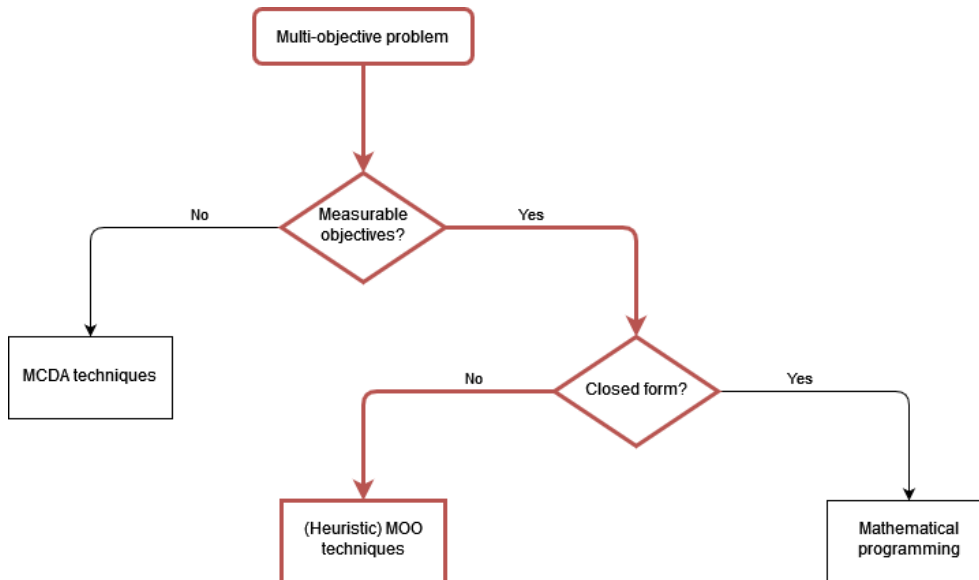 Multi-objective problem
Measurable
objectives?
No
Yes
MCDA techniques
Closed form?
No
Yes
(Heuristic) MOO
techniques
Mathematical
programming